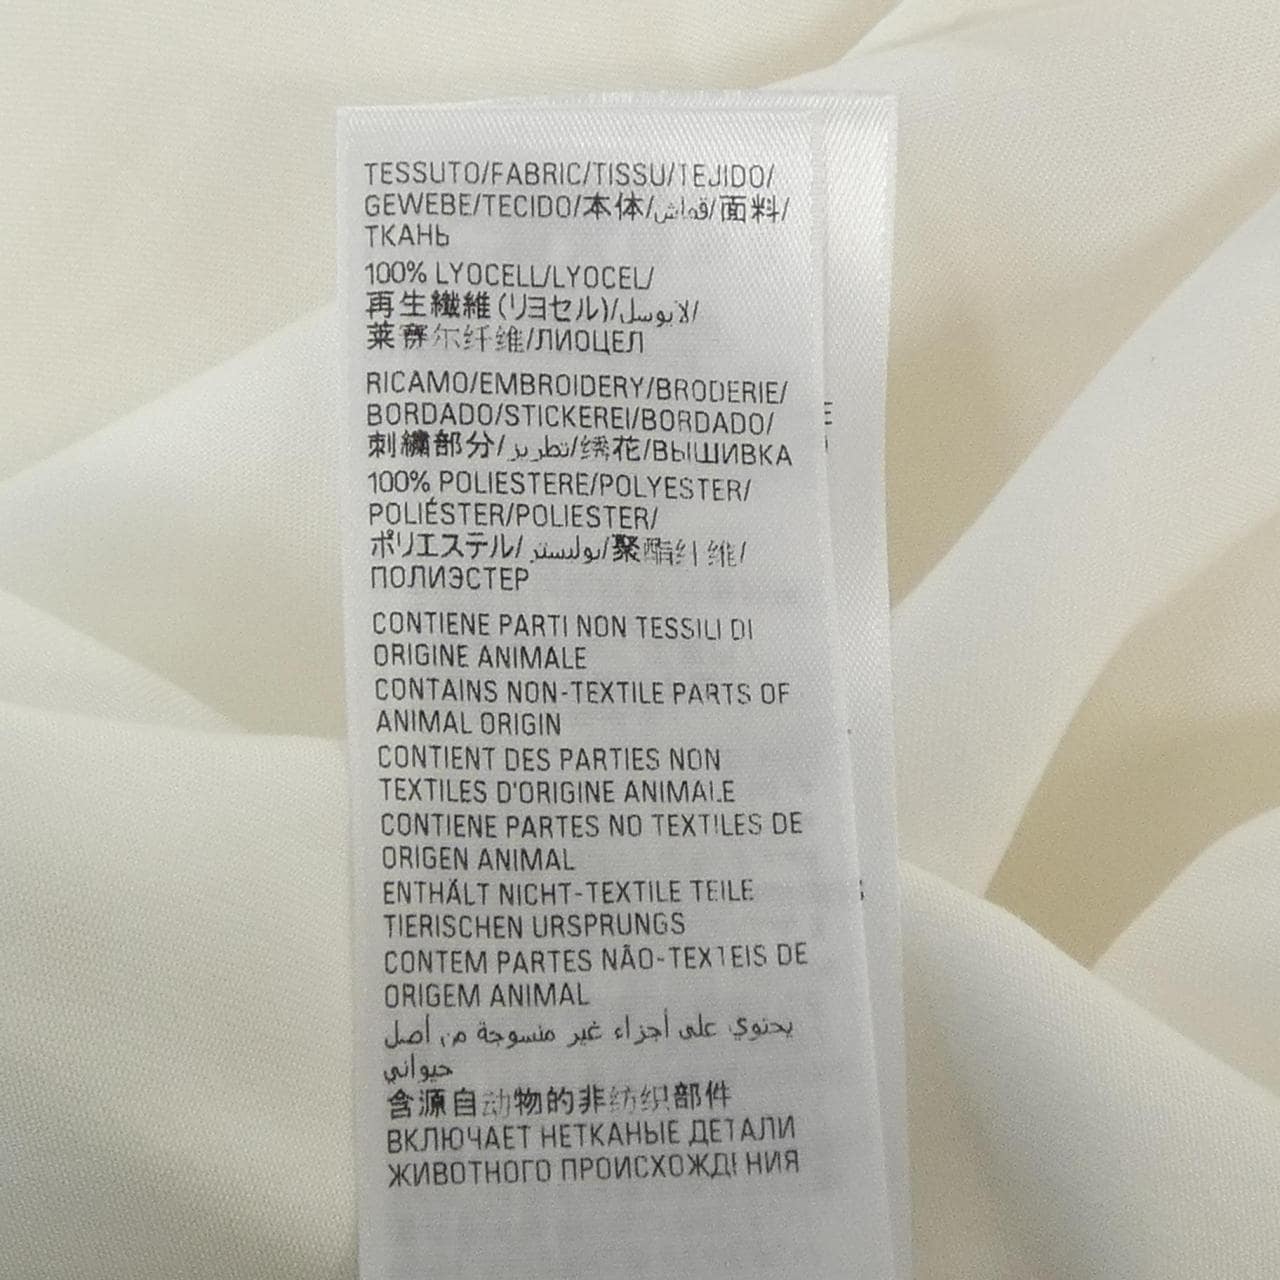 TESSUTO/FABRIC/TISSU/TEJIDO/
GEWEBE/TECIDO/本体/قماش/面料/
ТКАНЬ
100% LYOCELL/LYOCEL/
再生繊維(リヨセル)/لايوسل/
莱赛尔纤维/ЛИОЦЕЛ
RICAMO/EMBROIDERY/BRODERIE/
BORDADO/STICKEREI/BORDADO/
刺繍部分/تطريز/绣花/ВЫШИВКА
100% POLIESTERE/POLYESTER/
POLIÉSTER/POLIESTER/
ポリエステル/بوليستر/聚酯纤维/
ПОЛИЭСТЕР
CONTIENE PARTI NON TESSILI DI
ORIGINE ANIMALE
CONTAINS NON-TEXTILE PARTS OF
ANIMAL ORIGIN
CONTIENT DES PARTIES NON
TEXTILES D'ORIGINE ANIMALE
CONTIENE PARTES NO TEXTILES DE
ORIGEN ANIMAL
ENTHÄLT NICHT-TEXTILE TEILE
TIERISCHEN URSPRUNGS
CONTEM PARTES NÃO-TEXTEIS DE
ORIGEM ANIMAL
يحتوي على أجزاء غير منسوجة من أصل
حيواني
含源自动物的非纺织部件
ВКЛЮЧАЕТ НЕТКАНЫЕ ДЕТАЛИ
ЖИВОТНОГО ПРОИСХОЖДЕНИЯ